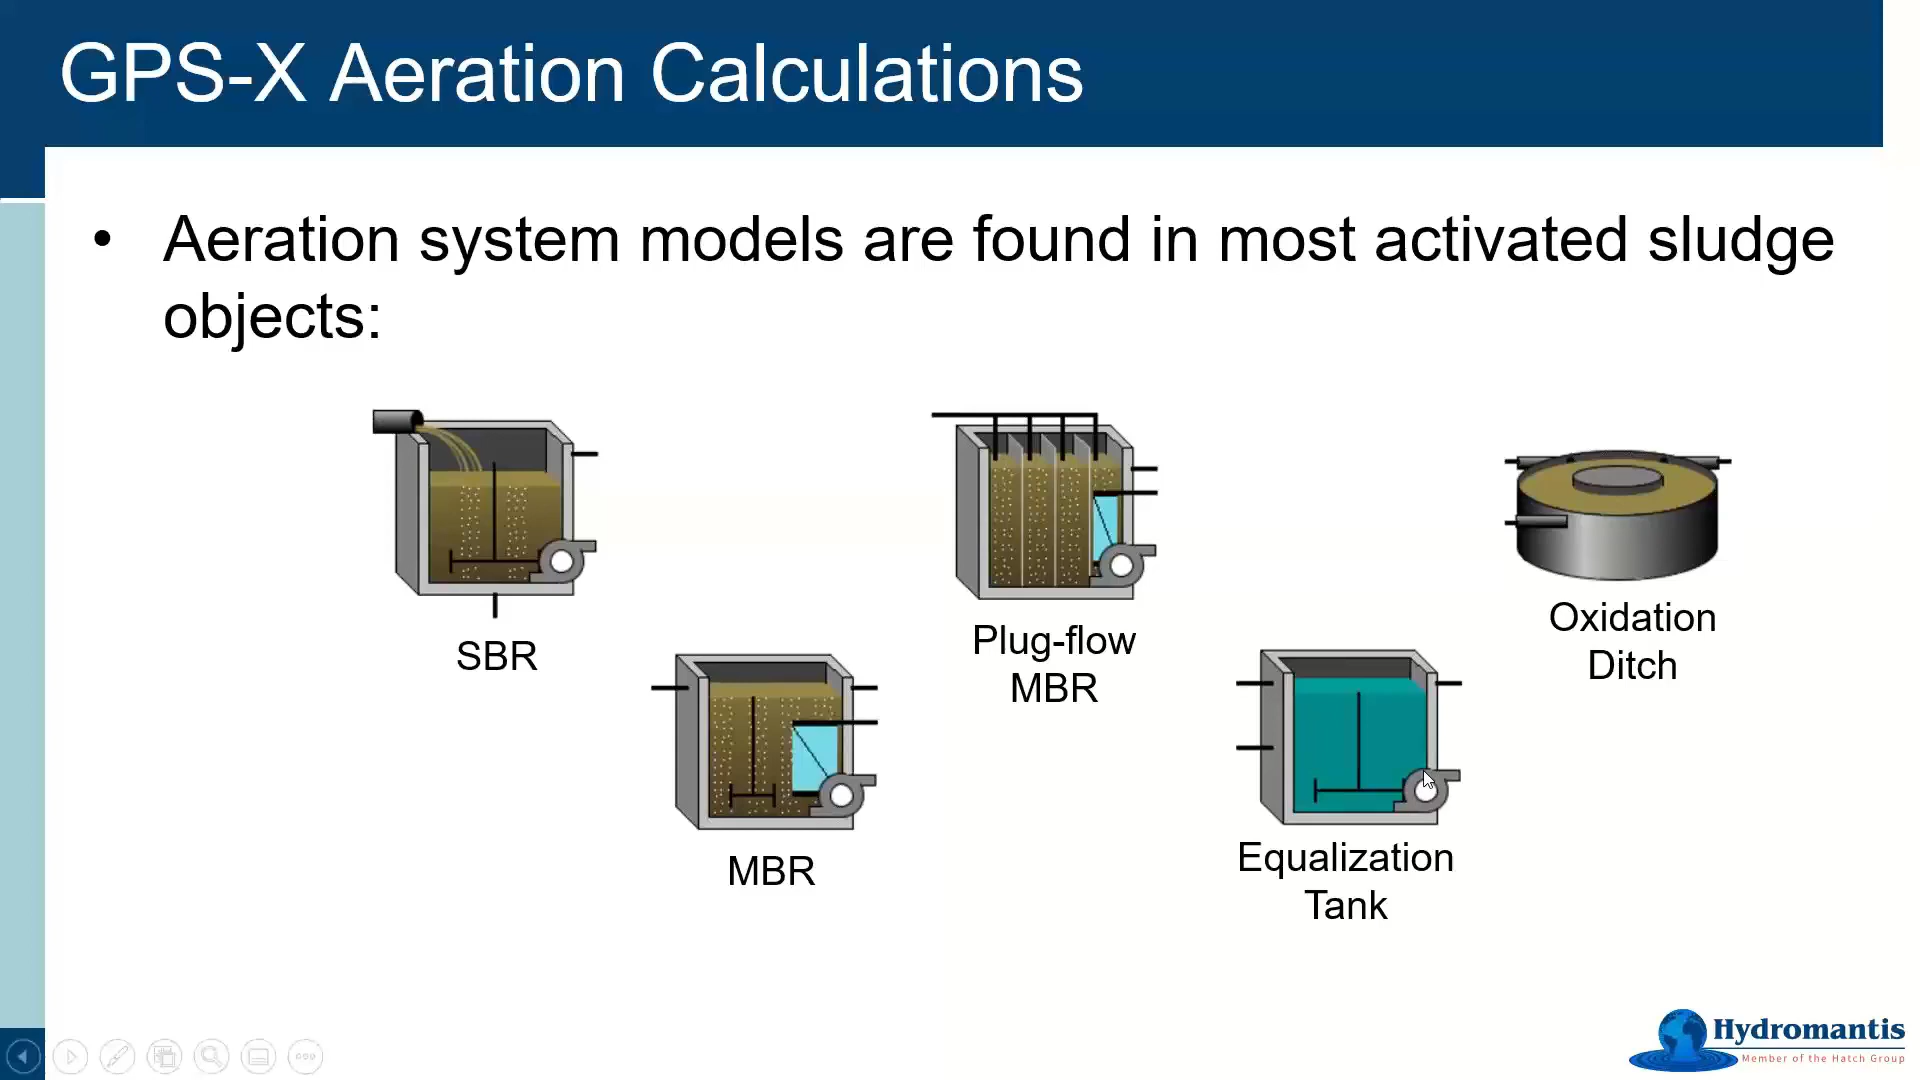 GPS-X Aeration Calculations
• Aeration system models are found in most activated sludge
objects:
SBR
MBR
Plug-flow
MBR
Equalization
Tank
Oxidation
Ditch
Hydromantis
Member of the Hatch Group